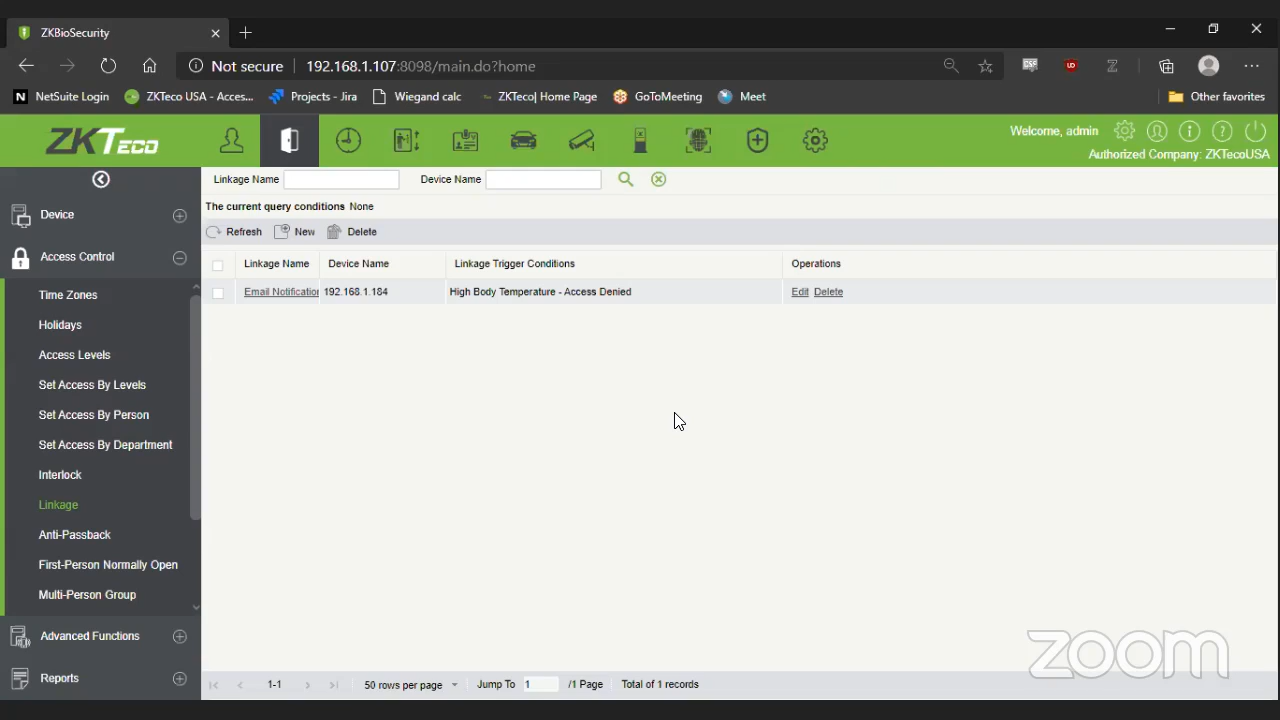 ZKBioSecurity
Not secure 192.168.1.107:8098/main.do?home
NetSuite Login ZKTeco USA - Acces... Projects - Jira Wiegand calc ZKTeco| Home Page GoToMeeting Meet Other favorites
ZKTECO
Welcome, admin
Authorized Company: ZKTecoUSA
Linkage Name Device Name
The current query conditions None
Refresh New Delete
Linkage Name Device Name Linkage Trigger Conditions Operations
Email Notification 192.168.1.184 High Body Temperature - Access Denied Edit Delete
Device
Access Control
Time Zones
Holidays
Access Levels
Set Access By Levels
Set Access By Person
Set Access By Department
Interlock
Linkage
Anti-Passback
First-Person Normally Open
Multi-Person Group
Advanced Functions
Reports
1-1 50 rows per page Jump To 1 /1 Page Total of 1 records
zoom